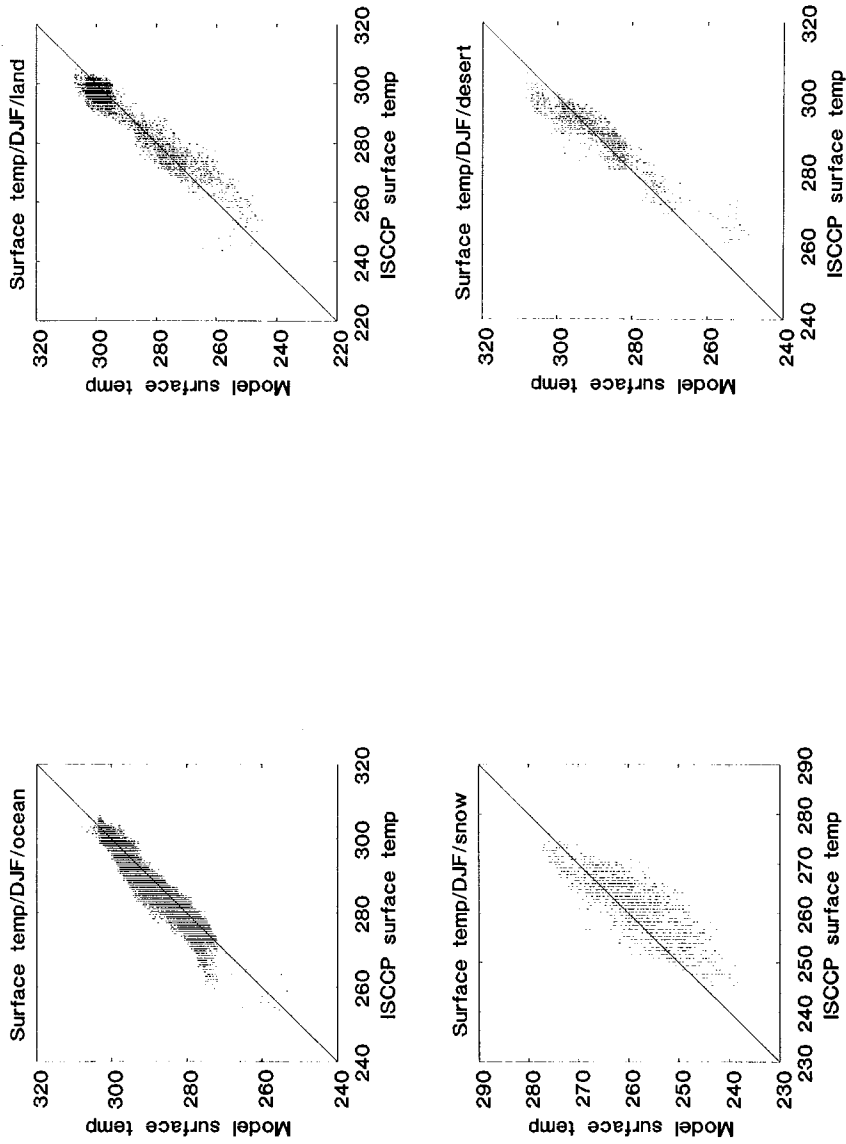 Surface temp/DJF/ocean
320
300
280
260
240
Model surface temp
240 260 280 300 320
ISCCP surface temp
Surface temp/DJF/land
320
300
280
260
240
220
Model surface temp
220 240 260 280 300 320
ISCCP surface temp
Surface temp/DJF/snow
290
280
270
260
250
240
230
Model surface temp
230 240 250 260 270 280 290
ISCCP surface temp
Surface temp/DJF/desert
320
300
280
260
240
Model surface temp
240 260 280 300 320
ISCCP surface temp